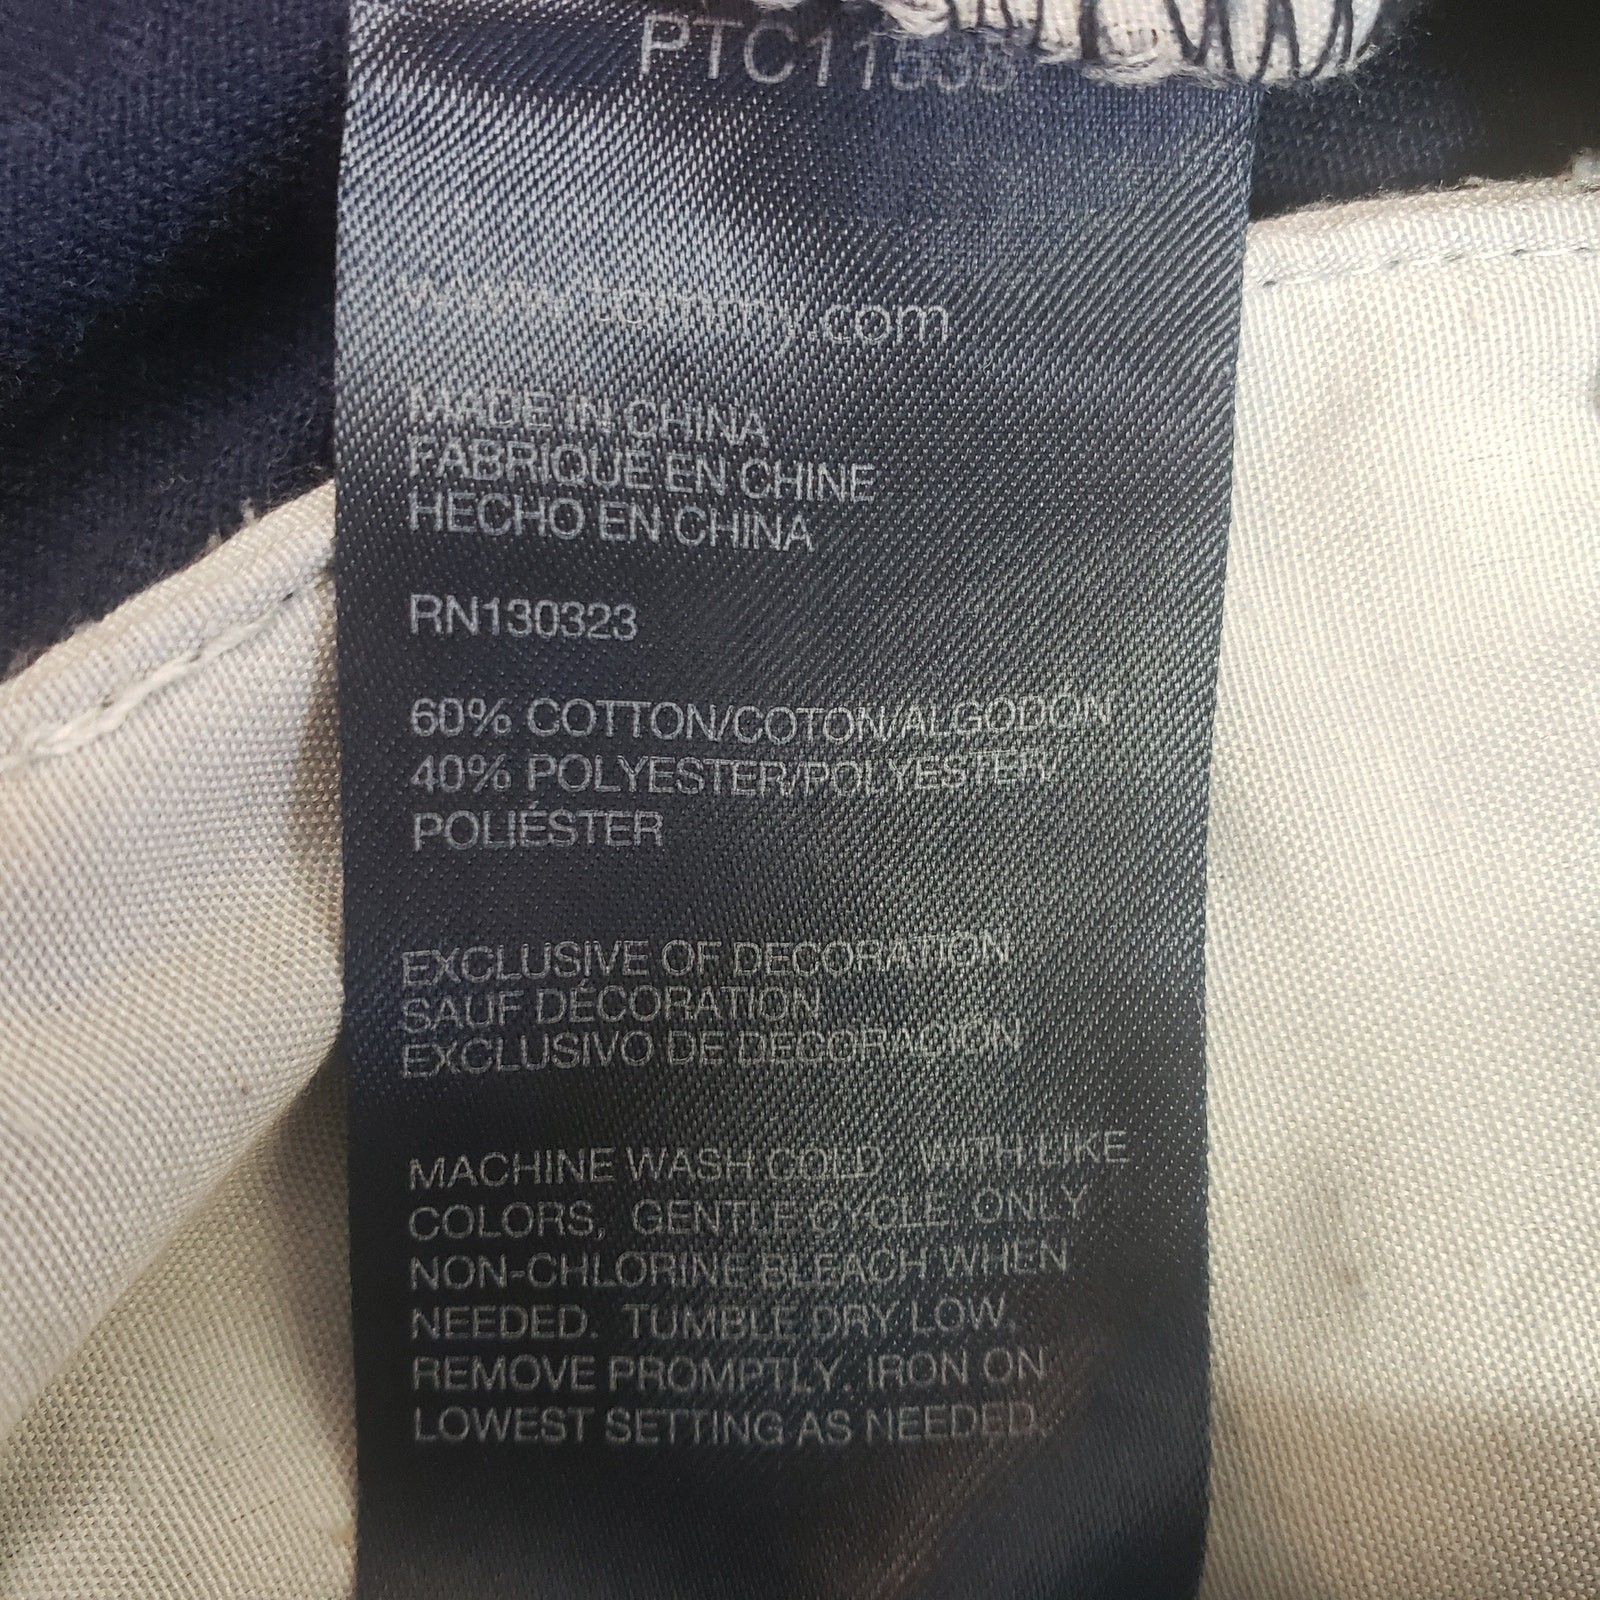 www.tommy.com
MADE IN CHINA
FABRIQUE EN CHINE
HECHO EN CHINA
RN130323
60% COTTON/COTON/ALGODÓN
40% POLYESTER/POLYESTER/
POLIÉSTER
EXCLUSIVE OF DECORATION
SAUF DÉCORATION
EXCLUSIVO DE DECORACIÓN
MACHINE WASH COLD WITH LIKE
COLORS, GENTLE CYCLE. ONLY
NON-CHLORINE BLEACH WHEN
NEEDED. TUMBLE DRY LOW,
REMOVE PROMPTLY. IRON ON
LOWEST SETTING AS NEEDED.